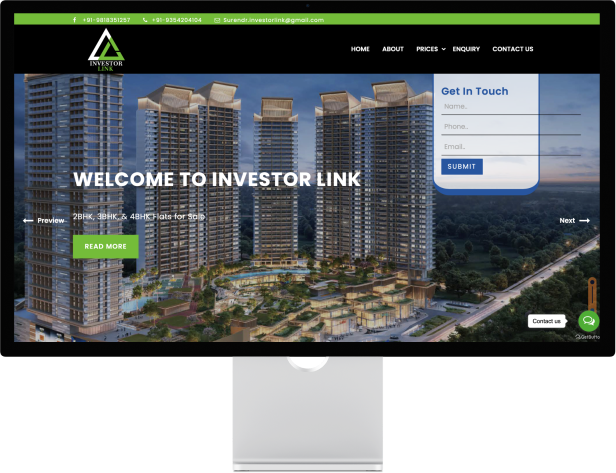 +91-9818351257 +91-9354204104 Surendr.investorlink@gmail.com
INVESTOR
LINK
HOME ABOUT PRICES ENQUIRY CONTACT US
Get In Touch
Name..
Phone..
Email..
SUBMIT
WELCOME TO INVESTOR LINK
2BHK, 3BHK, & 4BHK Flats for Sale
Preview
Next
READ MORE
Contact us
GetButton